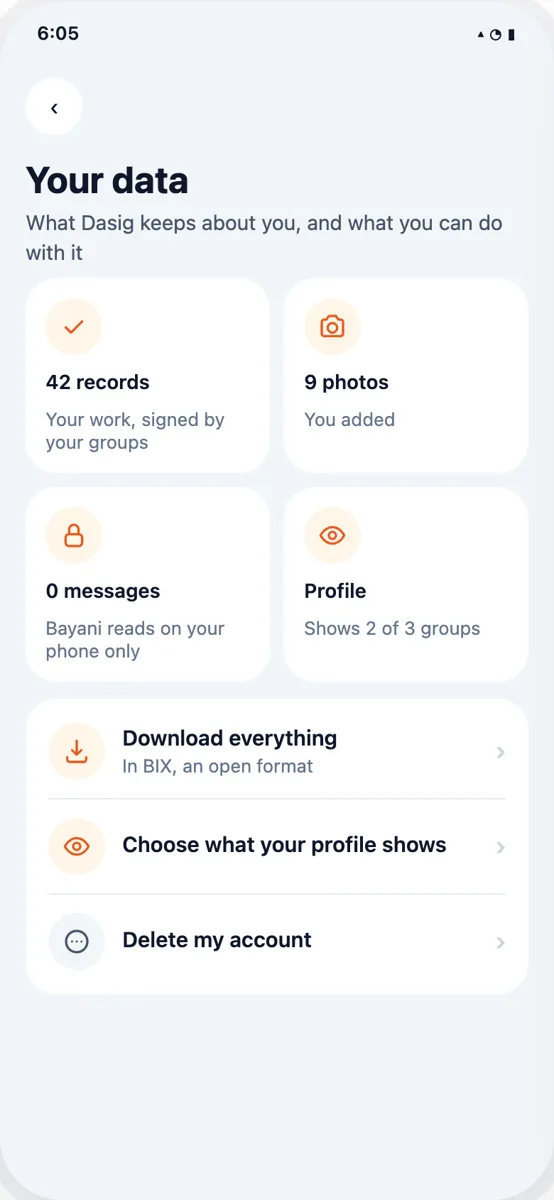 6:05
Your data
What Dasig keeps about you, and what you can do
with it
42 records
Your work, signed by
your groups
9 photos
You added
0 messages
Bayani reads on your
phone only
Profile
Shows 2 of 3 groups
Download everything
In BIX, an open format
Choose what your profile shows
Delete my account